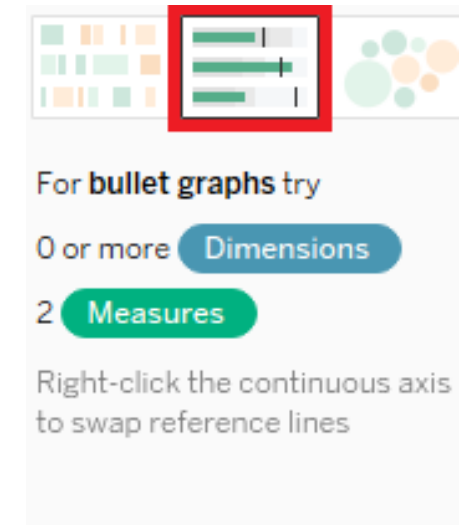 For bullet graphs try
0 or more Dimensions
2 Measures
Right-click the continuous axis
to swap reference lines